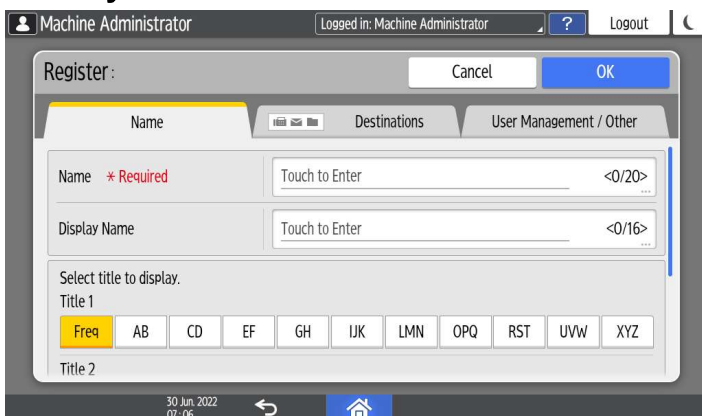 Machine Administrator Logged in: Machine Administrator ? Logout
Register : Cancel OK
Name Destinations User Management / Other
Name * Required Touch to Enter <0/20>
Display Name Touch to Enter <0/16>
Select title to display.
Title 1
Freq AB CD EF GH IJK LMN OPQ RST UVW XYZ
Title 2
30 Jun. 2022
07:06